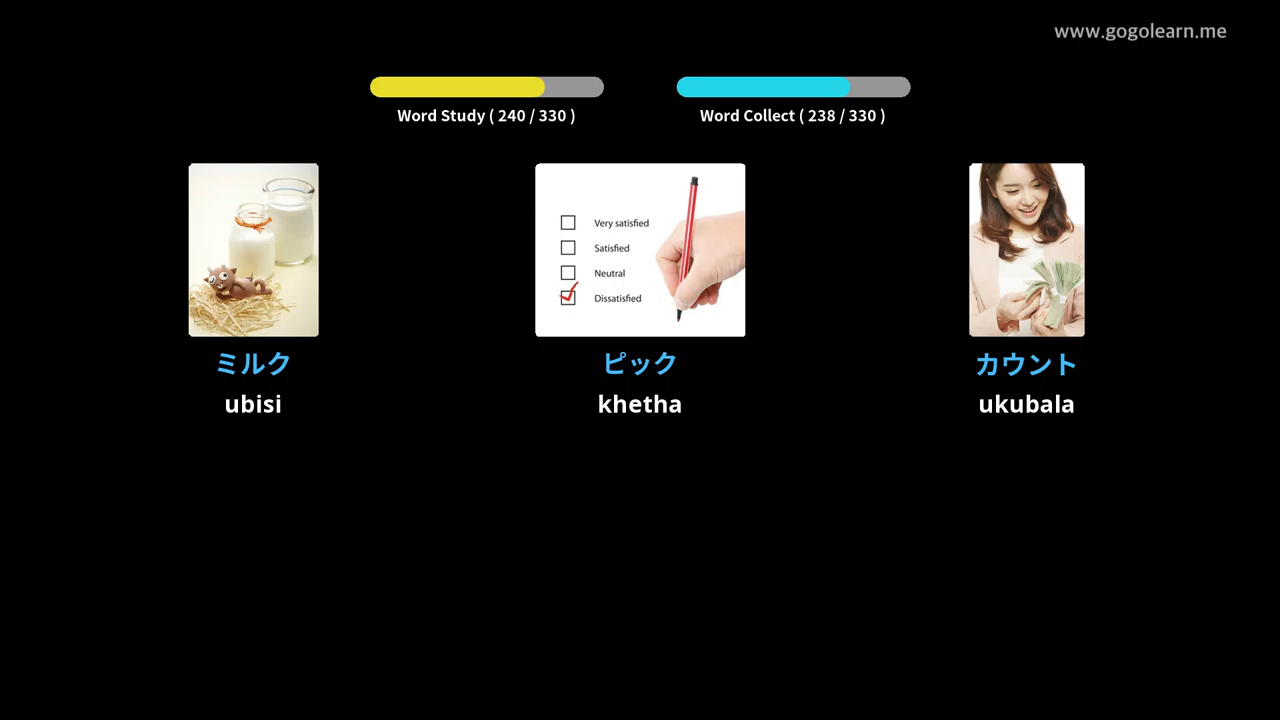 www.gogolearn.me
Word Study ( 240 / 330 )
Word Collect ( 238 / 330 )
Very satisfied
Satisfied
Neutral
Dissatisfied
ミルク
ピック
カウント
ubisi
khetha
ukubala